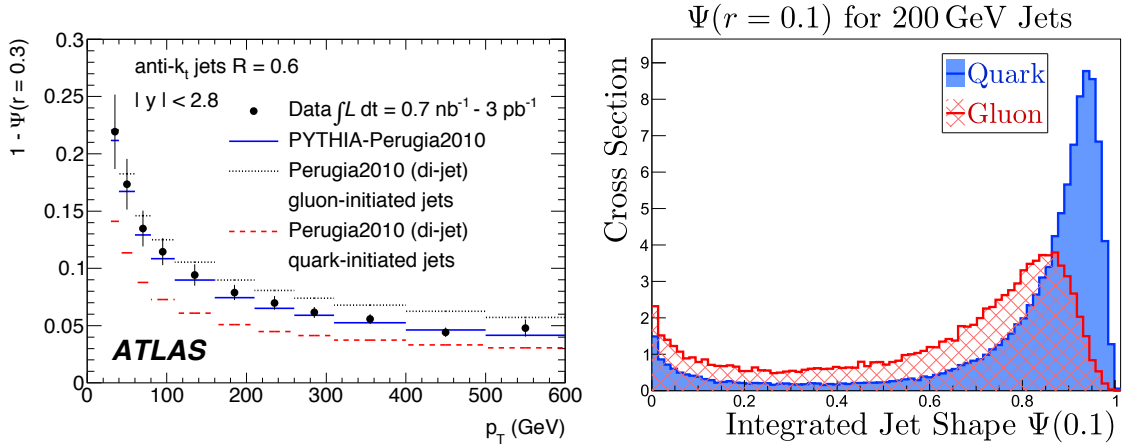 1 - Ψ(r = 0.3)
0.3
0.25
0.2
0.15
0.1
0.05
0
anti-kt jets R = 0.6
| y | < 2.8
Data ∫L dt = 0.7 nb⁻¹ - 3 pb⁻¹
PYTHIA-Perugia2010
Perugia2010 (di-jet)
gluon-initiated jets
Perugia2010 (di-jet)
quark-initiated jets
ATLAS
0 100 200 300 400 500 600
pT (GeV)
Ψ(r = 0.1) for 200 GeV Jets
Cross Section
9
8
7
6
5
4
3
2
1
0
Quark
Gluon
0 0.2 0.4 0.6 0.8 1
Integrated Jet Shape Ψ(0.1)